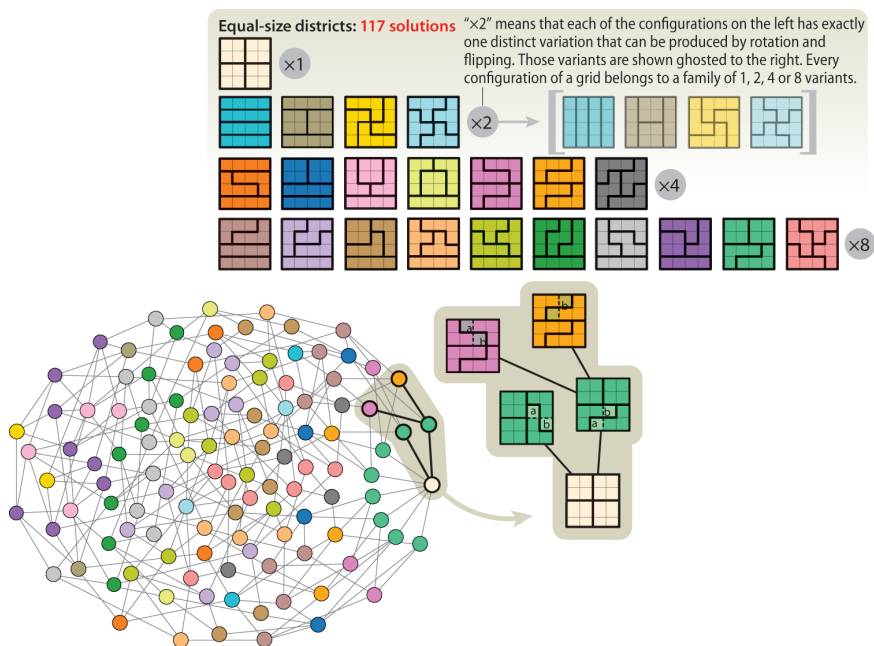 Equal-size districts: 117 solutions
"×2" means that each of the configurations on the left has exactly
one distinct variation that can be produced by rotation and
flipping. Those variants are shown ghosted to the right. Every
configuration of a grid belongs to a family of 1, 2, 4 or 8 variants.
×1
×2
×4
×8
b
a
b
a
b
b
a